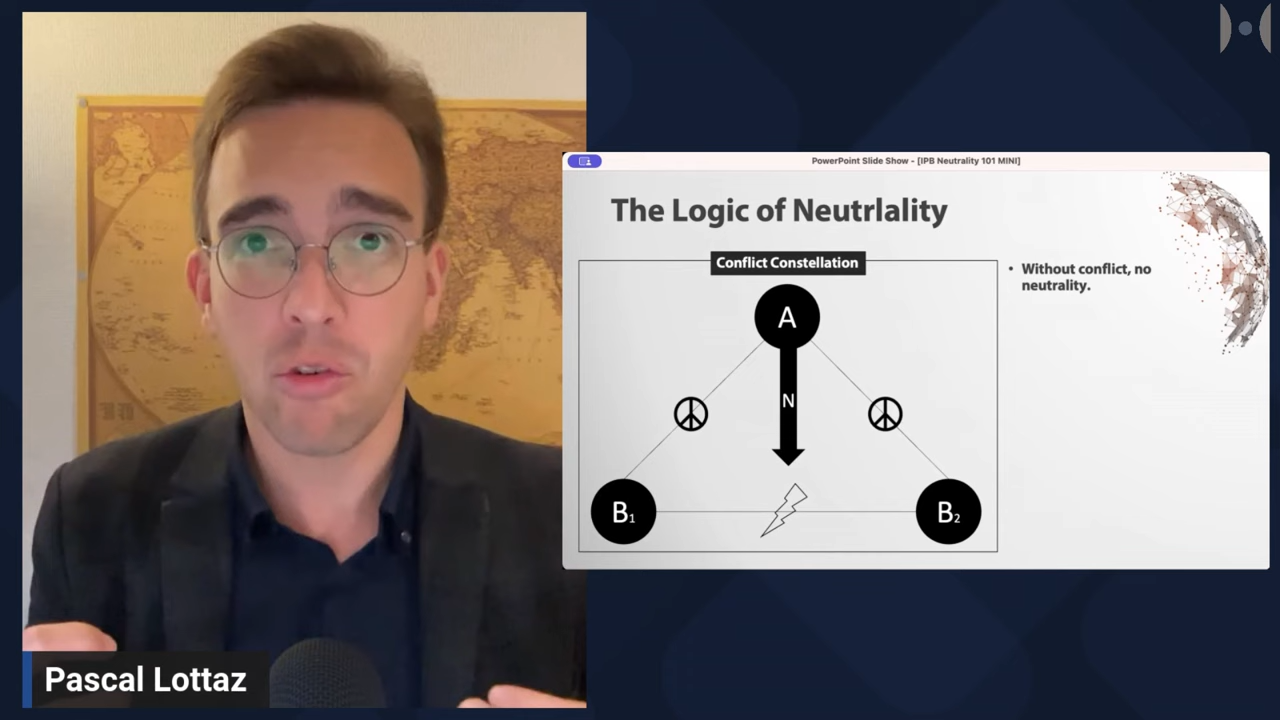 PowerPoint Slide Show - [IPB Neutrality 101 MINI]
The Logic of Neutrlality
Conflict Constellation
• Without conflict, no
neutrality.
A
N
B1
B2
Pascal Lottaz